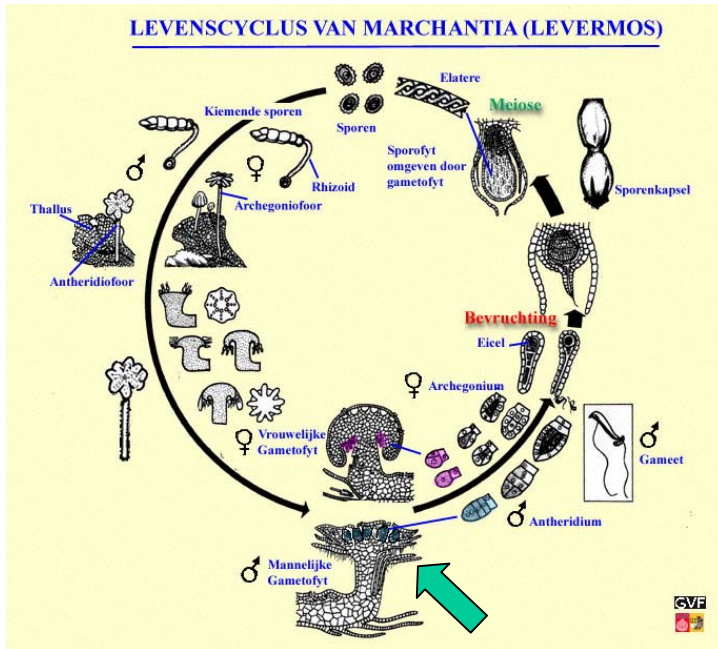 LEVENSCYCLUS VAN MARCHANTIA (LEVERMOS)
Elatere
Meiose
Kiemende sporen
Sporen
Sporofyt
omgeven door
gametofyt
Sporenkapsel
♂
♀
Rhizoid
Archegoniofoor
Thallus
Antheridiofoor
Bevruchting
Eicel
♀ Archegonium
♀ Vrouwelijke
Gametofyt
♂
Gameet
♂ Antheridium
♂ Mannelijke
Gametofyt
GVF